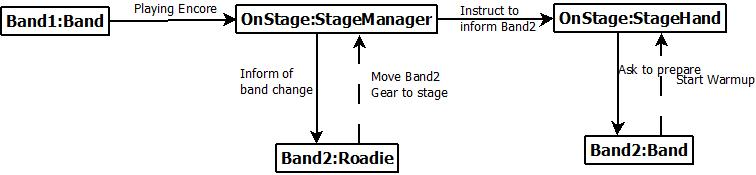 Band1:Band
Playing Encore
OnStage:StageManager
Instruct to
inform Band2
OnStage:StageHand
Inform of
band change
Move Band2
Gear to stage
Ask to prepare
Start Warmup
Band2:Roadie
Band2:Band